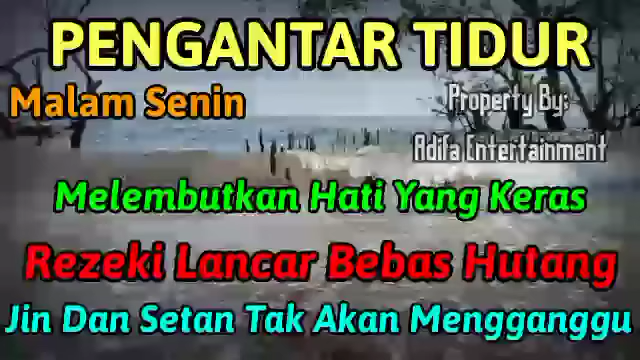 PENGANTAR TIDUR
Malam Senin
Property By:
Adifa Entertainment
Melembutkan Hati Yang Keras
Rezeki Lancar Bebas Hutang
Jin Dan Setan Tak Akan Mengganggu